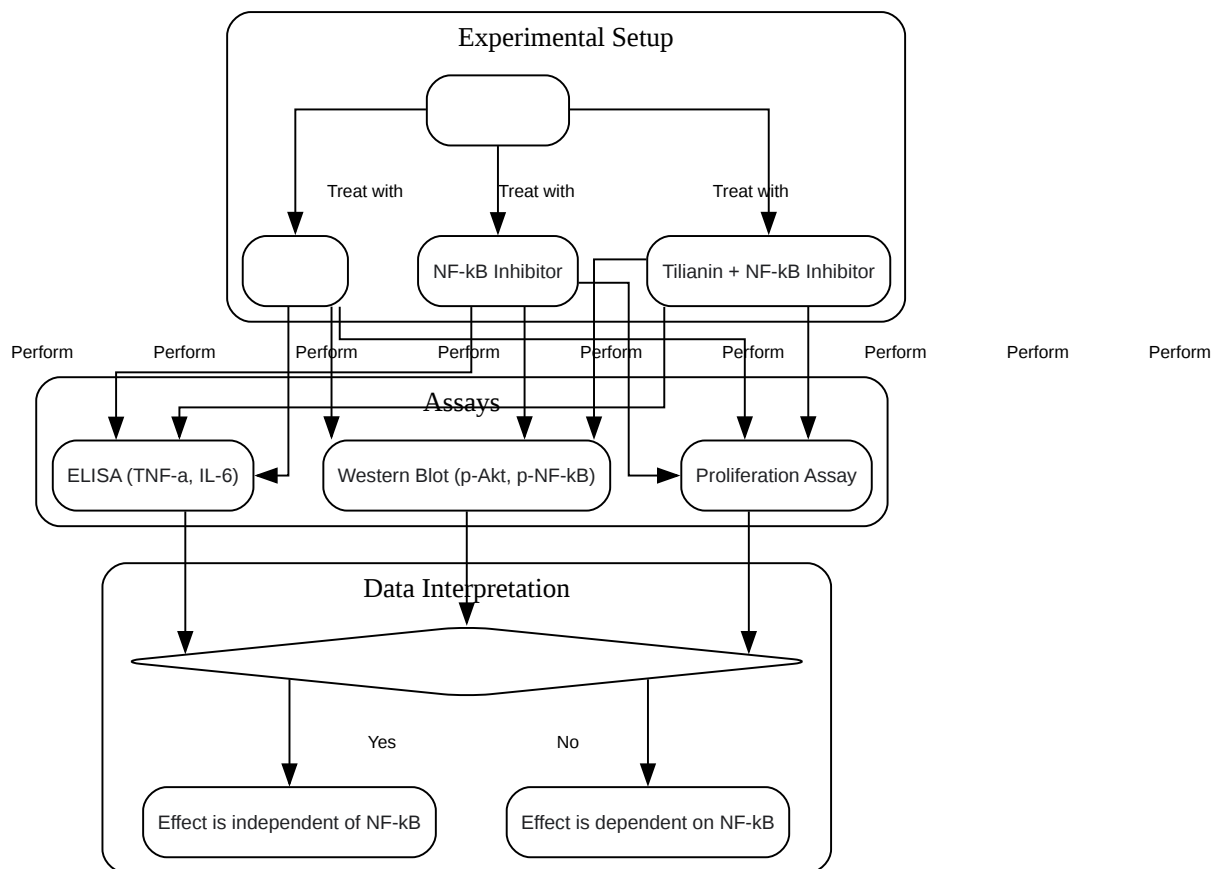 Experimental Setup
Treat with
Treat with
Treat with
NF-kB Inhibitor
Tilianin + NF-kB Inhibitor
Perform
Perform
Perform
Perform
Perform
Perform
Perform
Perform
Perform
Assays
ELISA (TNF-a, IL-6)
Western Blot (p-Akt, p-NF-kB)
Proliferation Assay
Data Interpretation
Yes
No
Effect is independent of NF-kB
Effect is dependent on NF-kB